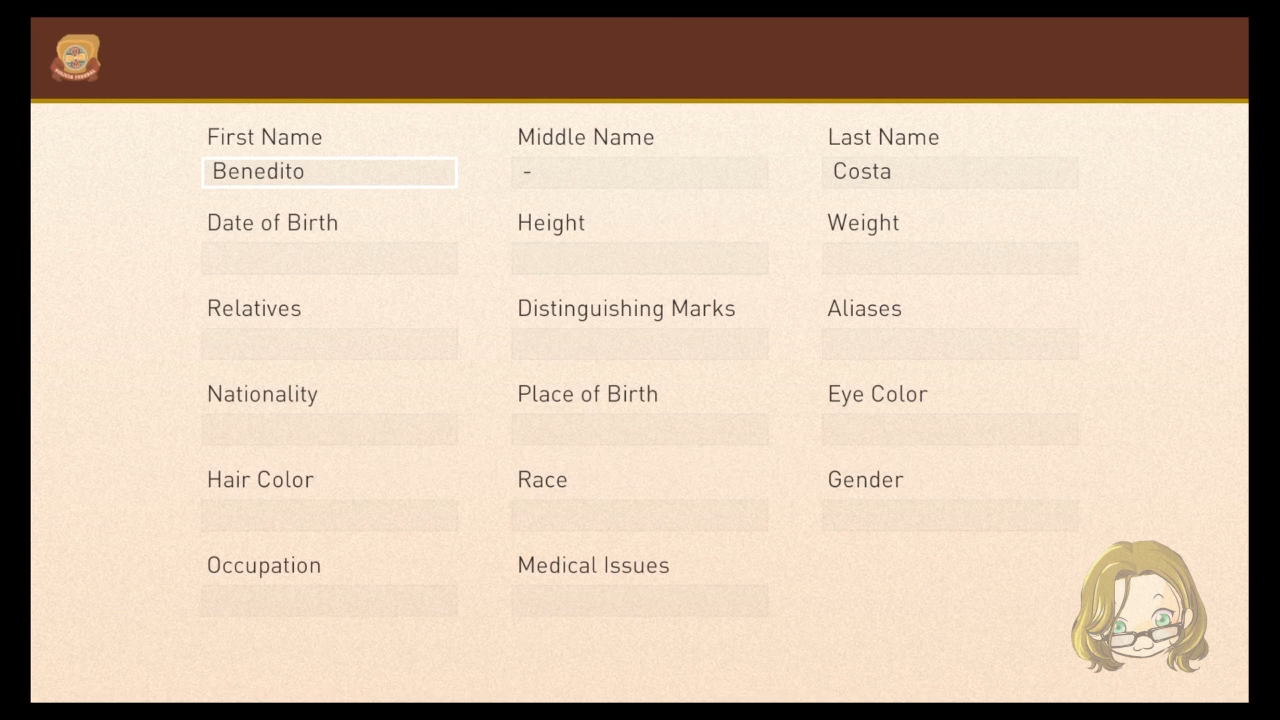 First Name Middle Name Last Name
Benedito - Costa
Date of Birth Height Weight
Relatives Distinguishing Marks Aliases
Nationality Place of Birth Eye Color
Hair Color Race Gender
Occupation Medical Issues